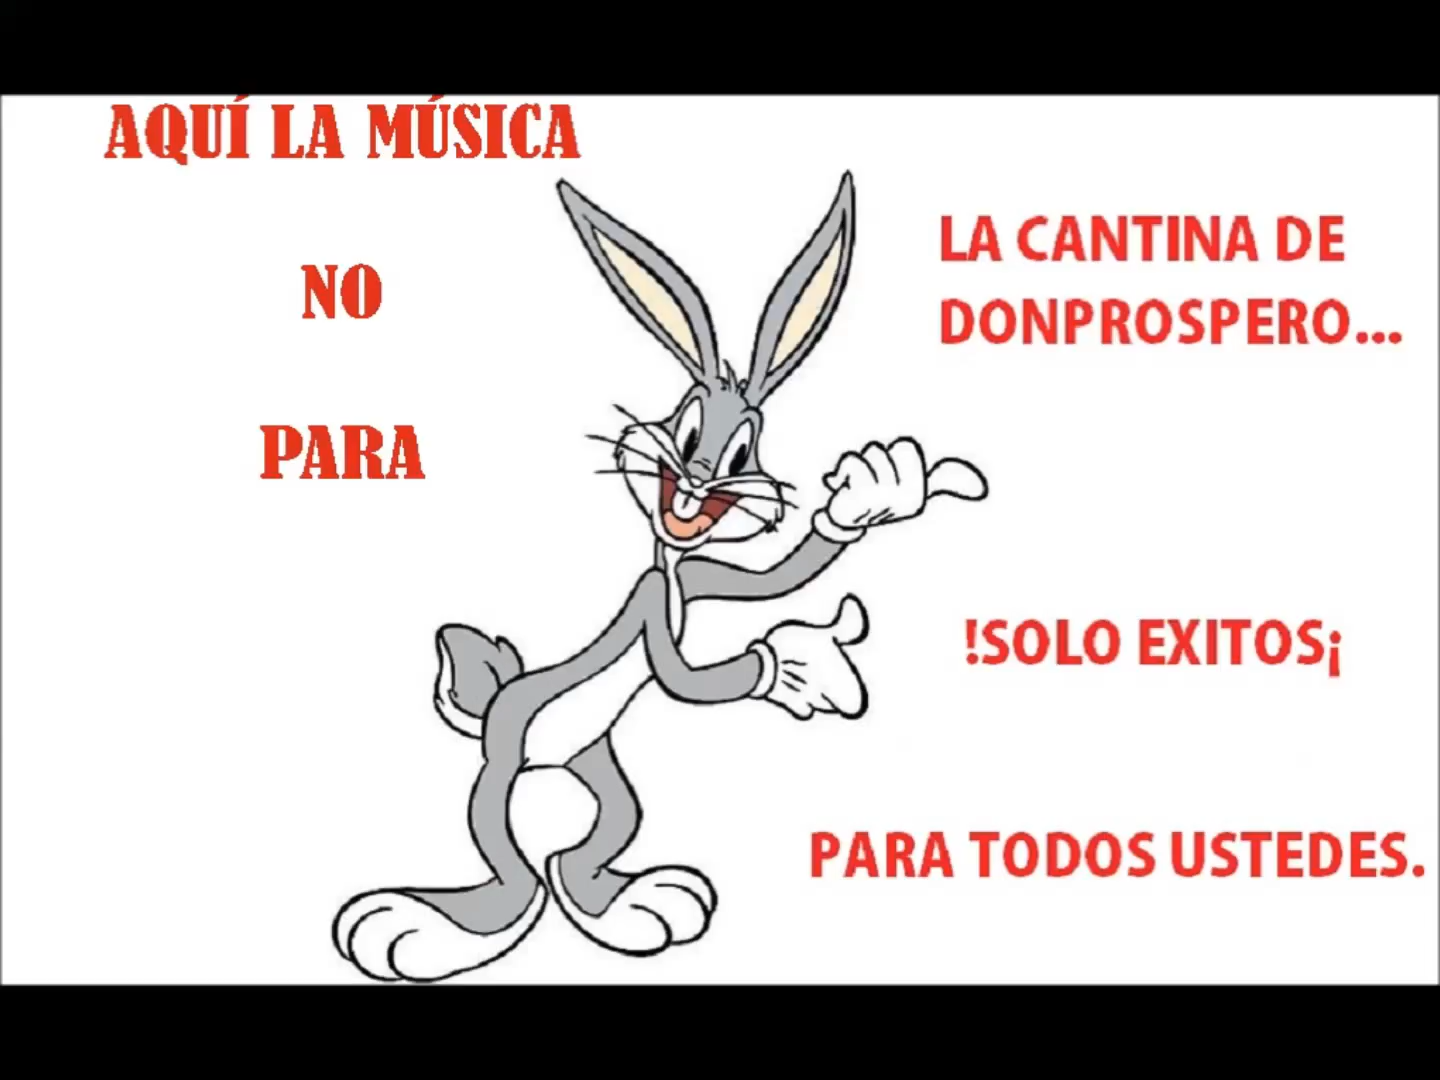 AQUÍ LA MÚSICA
NO
PARA
LA CANTINA DE
DONPROSPERO...
!SOLO EXITOS¡
PARA TODOS USTEDES.